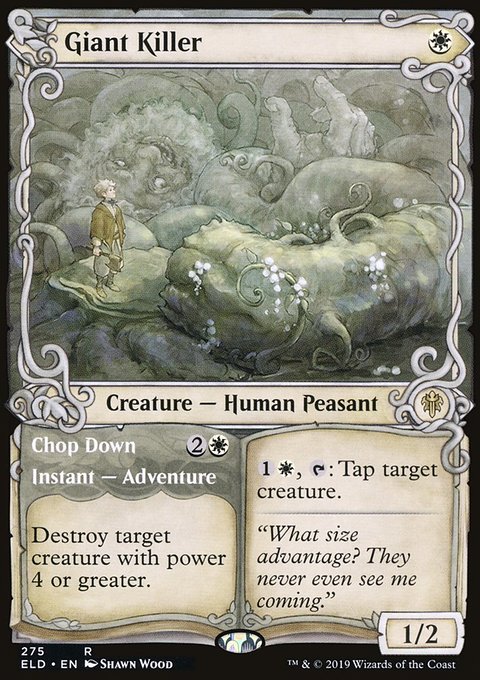 Giant Killer
Creature — Human Peasant
Chop Down 2
Instant — Adventure
Destroy target
creature with power
4 or greater.
1 , : Tap target
creature.
“What size
advantage? They
never even see me
coming.”
1/2
275 R
ELD • EN Shawn Wood
™ & © 2019 Wizards of the Coast